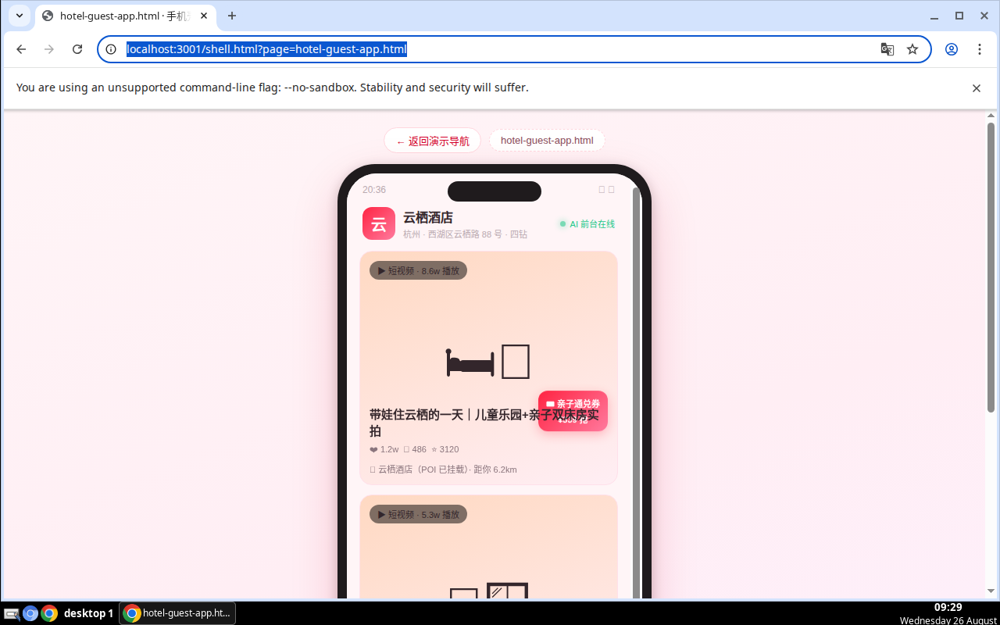 hotel-guest-app.html · 手机
localhost:3001/shell.html?page=hotel-guest-app.html
You are using an unsupported command-line flag: --no-sandbox. Stability and security will suffer.
← 返回演示导航
hotel-guest-app.html
20:36
云
云栖酒店
杭州 · 西湖区云栖路 88 号 · 四钻
AI 前台在线
▶ 短视频 · 8.6w 播放
亲子通兑券
带娃住云栖的一天｜儿童乐园+亲子双床房实
拍
❤ 1.2w 486 ⭐ 3120
云栖酒店（POI 已挂载）· 距你 6.2km
▶ 短视频 · 5.3w 播放
desktop 1
hotel-guest-app.ht...
09:29
Wednesday 26 August